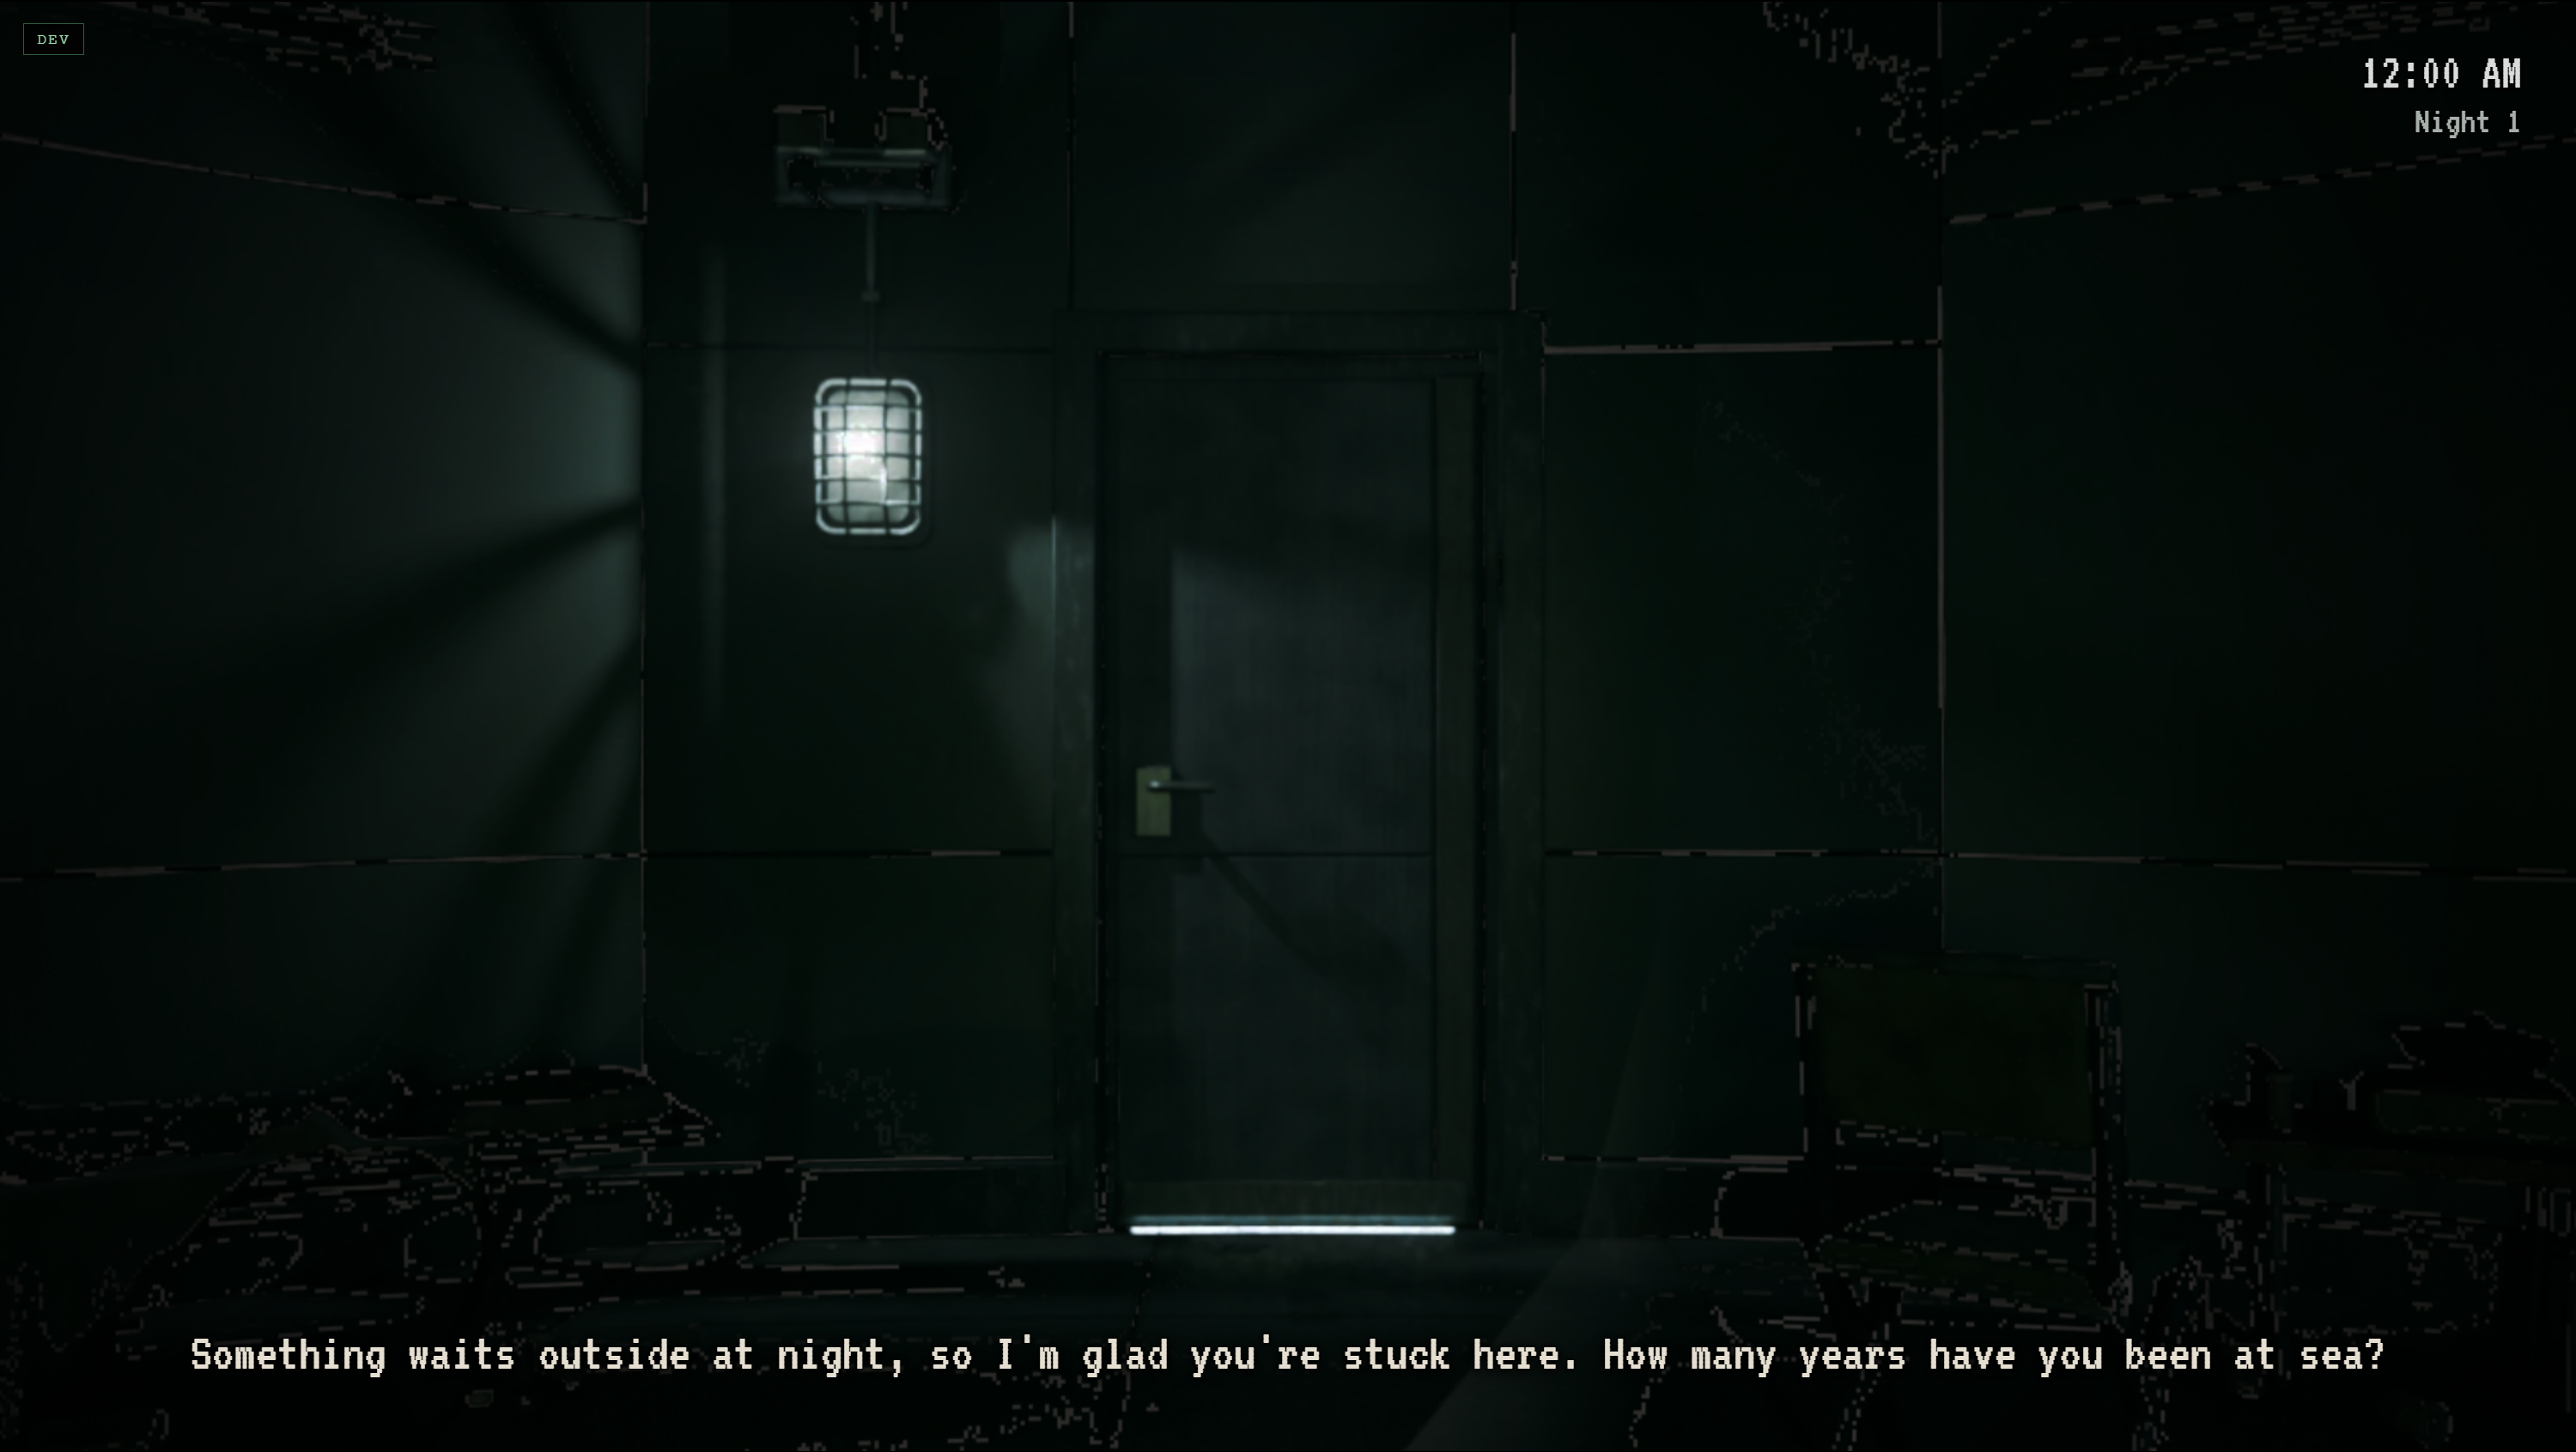 DEV
12:00 AM
Night 1
Something waits outside at night, so I'm glad you're stuck here. How many years have you been at sea?